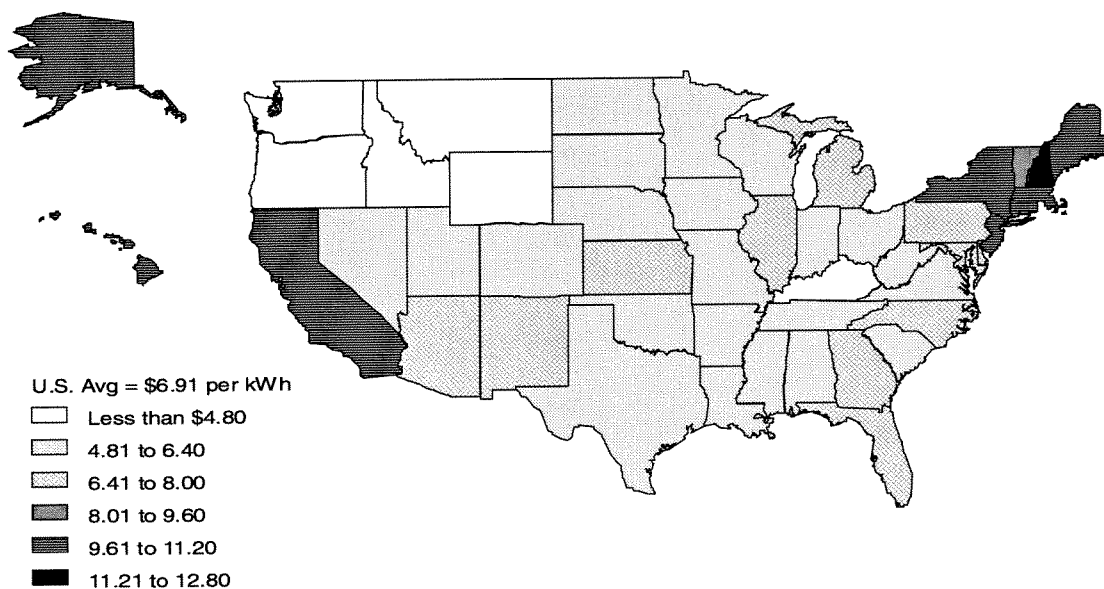 U.S. Avg = $6.91 per kWh
Less than $4.80
4.81 to 6.40
6.41 to 8.00
8.01 to 9.60
9.61 to 11.20
11.21 to 12.80